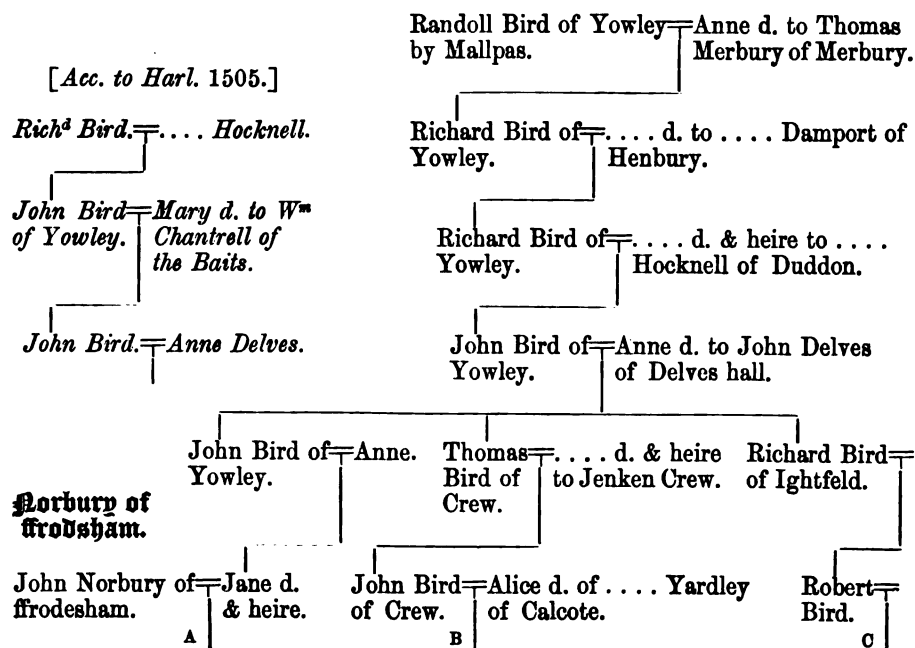 Randoll Bird of Yowley Anne d. to Thomas
by Mallpas. Merbury of Merbury.
[Acc. to Harl. 1505.]
Richᵈ Bird. . . . . Hocknell.
Richard Bird of . . . . d. to . . . . Damport of
Yowley. Henbury.
John Bird Mary d. to Wᵐ
of Yowley. Chantrell of
the Baits.
Richard Bird of . . . . d. & heire to . . . .
Yowley. Hocknell of Duddon.
John Bird. Anne Delves.
John Bird of Anne d. to John Delves
Yowley. of Delves hall.
John Bird of Anne.
Yowley.
Thomas . . . . d. & heire
Bird of to Jenken Crew.
Crew.
Richard Bird
of Ightfeld.
Norbury of
ffrodsham.
John Norbury of Jane d.
ffrodesham. & heire.
A
John Bird Alice d. of . . . . Yardley
of Crew. of Calcote.
B
Robert
Bird.
C